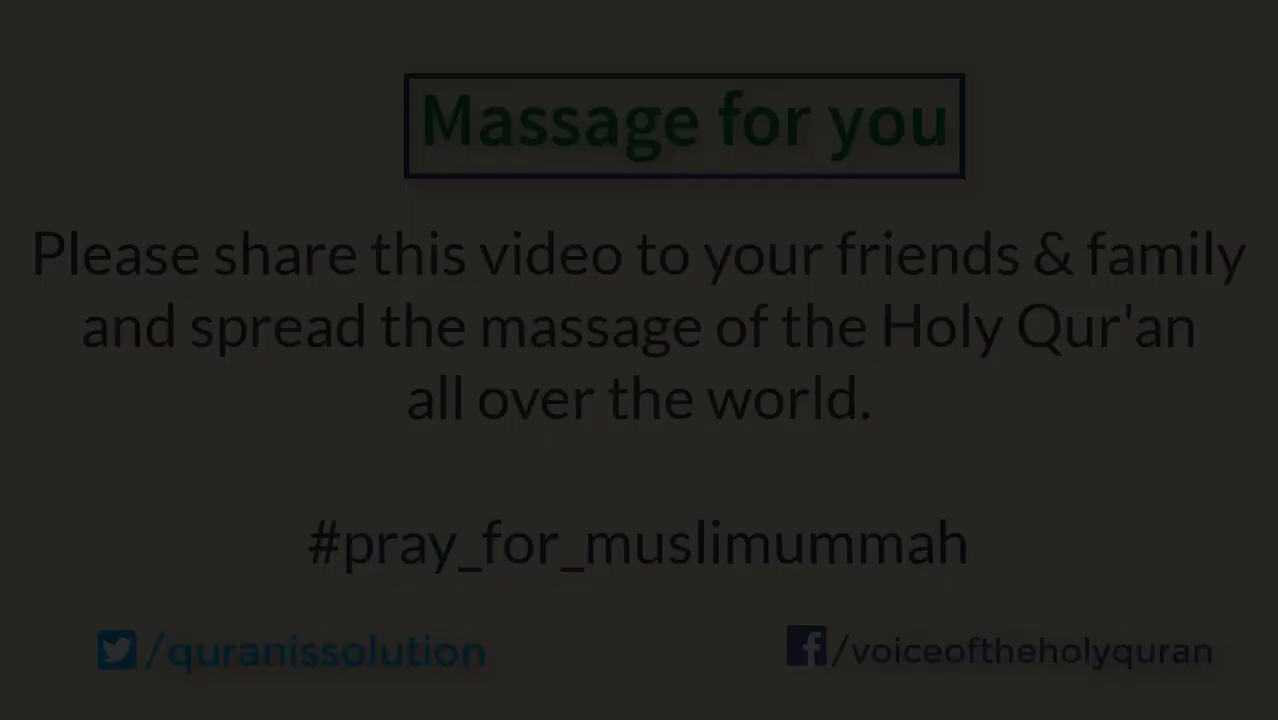 Massage for you
Please share this video to your friends & family
and spread the massage of the Holy Qur'an
all over the world.
#pray_for_muslimummah
/quranissolution
/voiceoftheholyquran